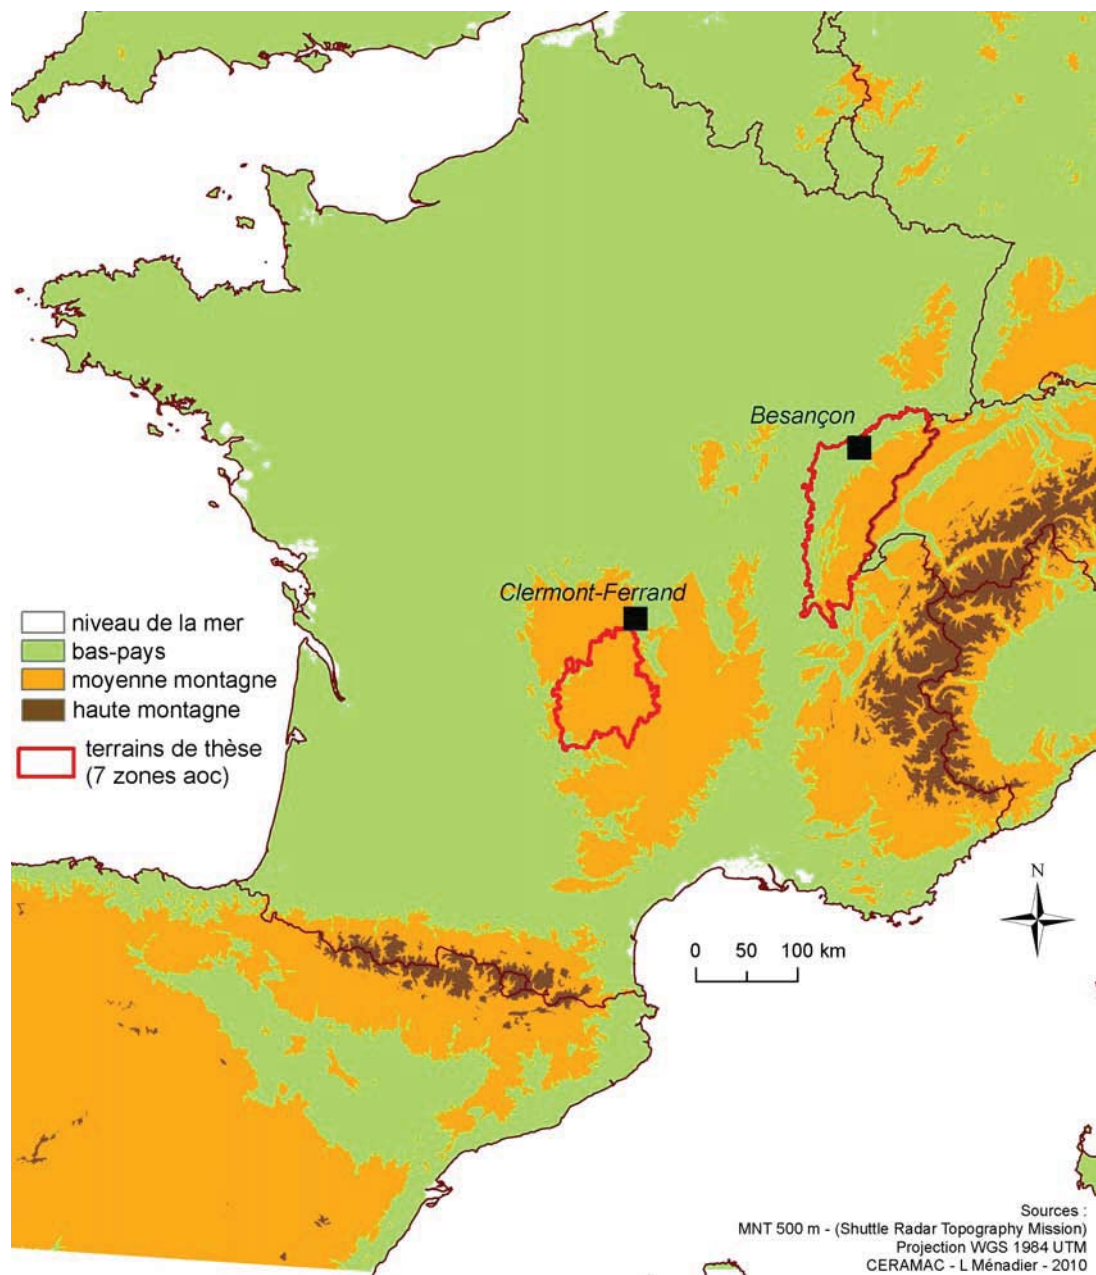 Besançon
Clermont-Ferrand
niveau de la mer
bas-pays
moyenne montagne
haute montagne
terrains de thèse
(7 zones aoc)
N
0 50 100 km
Sources :
MNT 500 m - (Shuttle Radar Topography Mission)
Projection WGS 1984 UTM
CERAMAC - L Ménadier - 2010